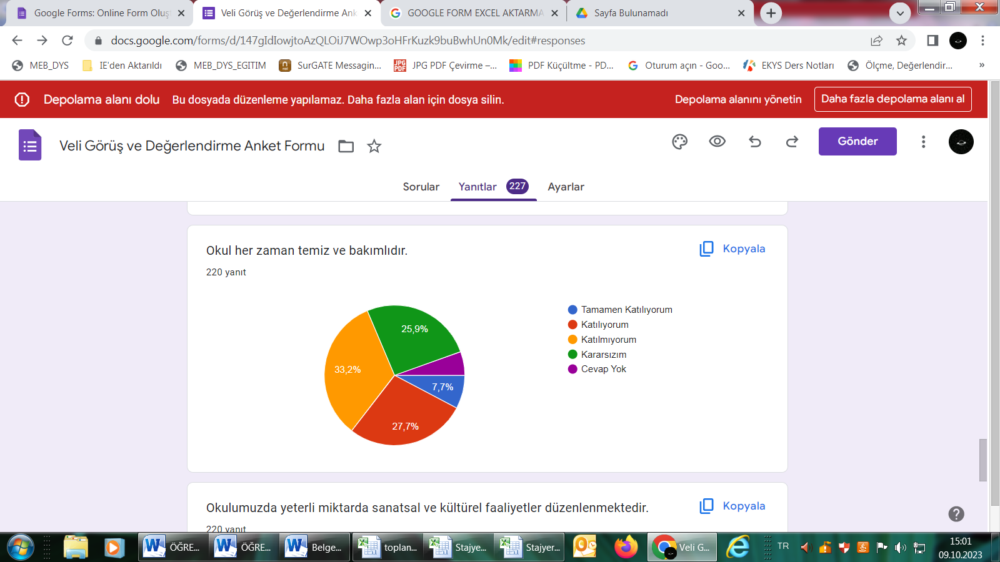 Google Forms: Online Form Oluşt
Veli Görüş ve Değerlendirme Ank
GOOGLE FORM EXCEL AKTARMA
Sayfa Bulunamadı
docs.google.com/forms/d/147gIdIowjtoAzQLOiJ7WOwp3oHFrKuzk9buBwhUn0Mk/edit#responses
MEB_DYS
IE'den Aktarıldı
MEB_DYS_EGITIM
SurGATE Messagin...
JPG PDF Çevirme –...
PDF Küçültme - PD...
Oturum açın - Goo...
EKYS Ders Notları
Ölçme, Değerlendir...
»
Depolama alanı dolu
Bu dosyada düzenleme yapılamaz. Daha fazla alan için dosya silin.
Depolama alanını yönetin
Daha fazla depolama alanı al
Veli Görüş ve Değerlendirme Anket Formu
Gönder
Sorular
Yanıtlar 227
Ayarlar
Okul her zaman temiz ve bakımlıdır.
Kopyala
220 yanıt
25,9%
33,2%
7,7%
27,7%
Tamamen Katılıyorum
Katılıyorum
Katılmıyorum
Kararsızım
Cevap Yok
Okulumuzda yeterli miktarda sanatsal ve kültürel faaliyetler düzenlenmektedir.
Kopyala
220 yanıt
ÖĞRE...
ÖĞRE...
Belge...
toplan...
Stajye...
Stajyer...
Veli G...
TR
15:01
09.10.2023